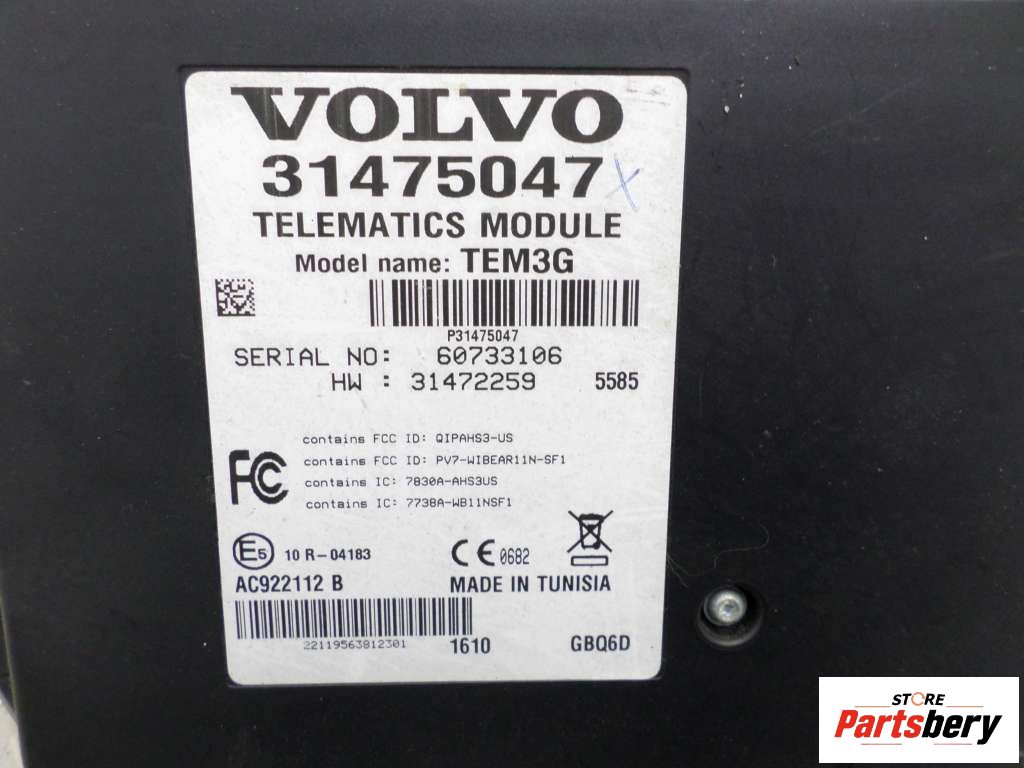 VOLVO
31475047 X
TELEMATICS MODULE
Model name: TEM3G
P31475047
SERIAL NO: 60733106
HW : 31472259 5585
contains FCC ID: QIPAHS3-US
contains FCC ID: PV7-WIBEAR11N-SF1
contains IC: 7830A-AHS3US
contains IC: 7738A-WB11NSF1
FC
E5 10 R-04183 CE 0682
AC922112 B MADE IN TUNISIA
22119563812301 1610 GBQ6D
STORE
Partsbery